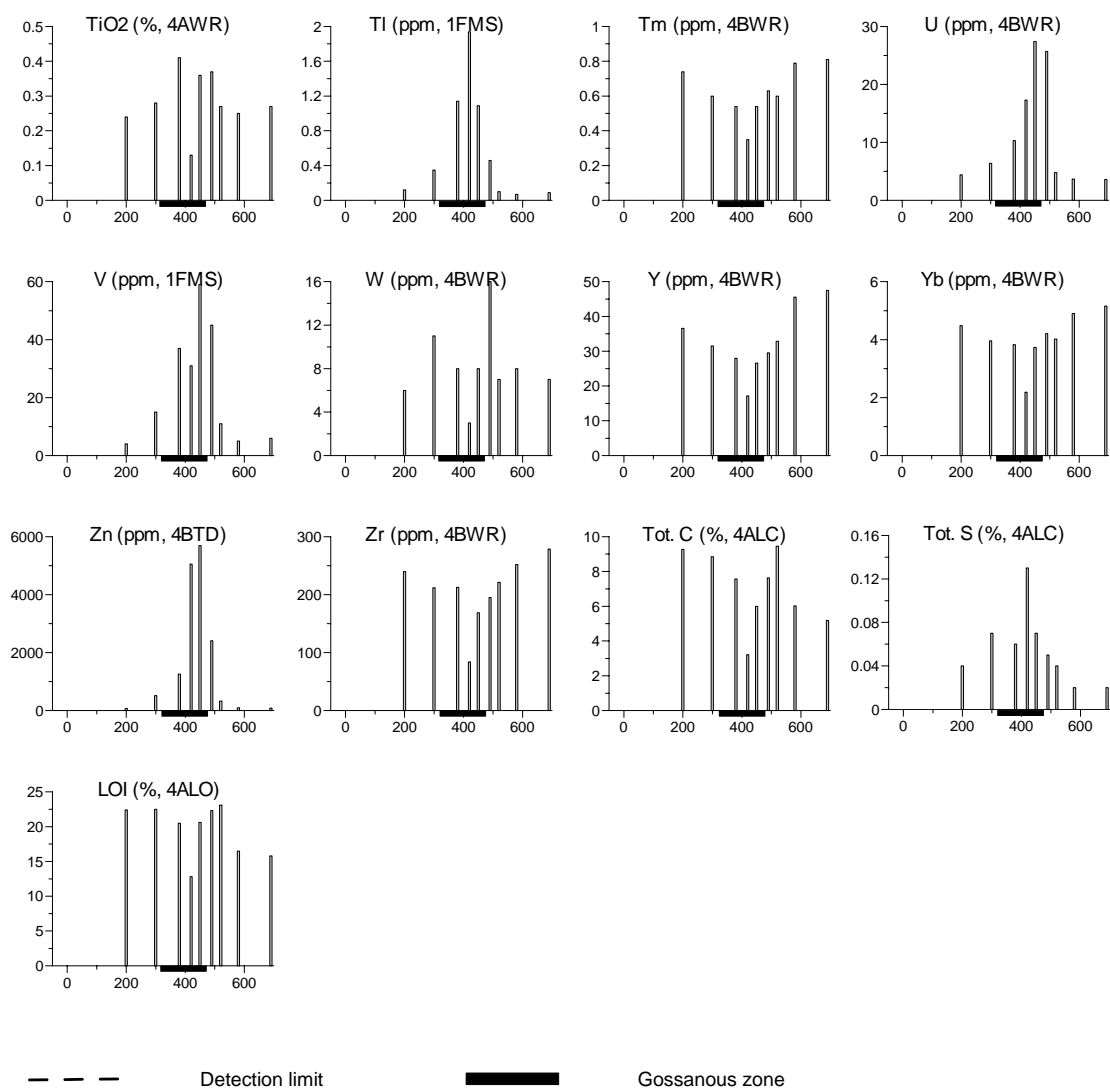 TiO2 (%, 4AWR)
0.5
0.4
0.3
0.2
0.1
0
0 200 400 600
Tl (ppm, 1FMS)
2
1.6
1.2
0.8
0.4
0
0 200 400 600
Tm (ppm, 4BWR)
1
0.8
0.6
0.4
0.2
0
0 200 400 600
U (ppm, 4BWR)
30
20
10
0
0 200 400 600
V (ppm, 1FMS)
60
40
20
0
0 200 400 600
W (ppm, 4BWR)
16
12
8
4
0
0 200 400 600
Y (ppm, 4BWR)
50
40
30
20
10
0
0 200 400 600
Yb (ppm, 4BWR)
6
4
2
0
0 200 400 600
Zn (ppm, 4BTD)
6000
4000
2000
0
0 200 400 600
Zr (ppm, 4BWR)
300
200
100
0
0 200 400 600
Tot. C (%, 4ALC)
10
8
6
4
2
0
0 200 400 600
Tot. S (%, 4ALC)
0.16
0.12
0.08
0.04
0
0 200 400 600
LOI (%, 4ALO)
25
20
15
10
5
0
0 200 400 600
Detection limit
Gossanous zone